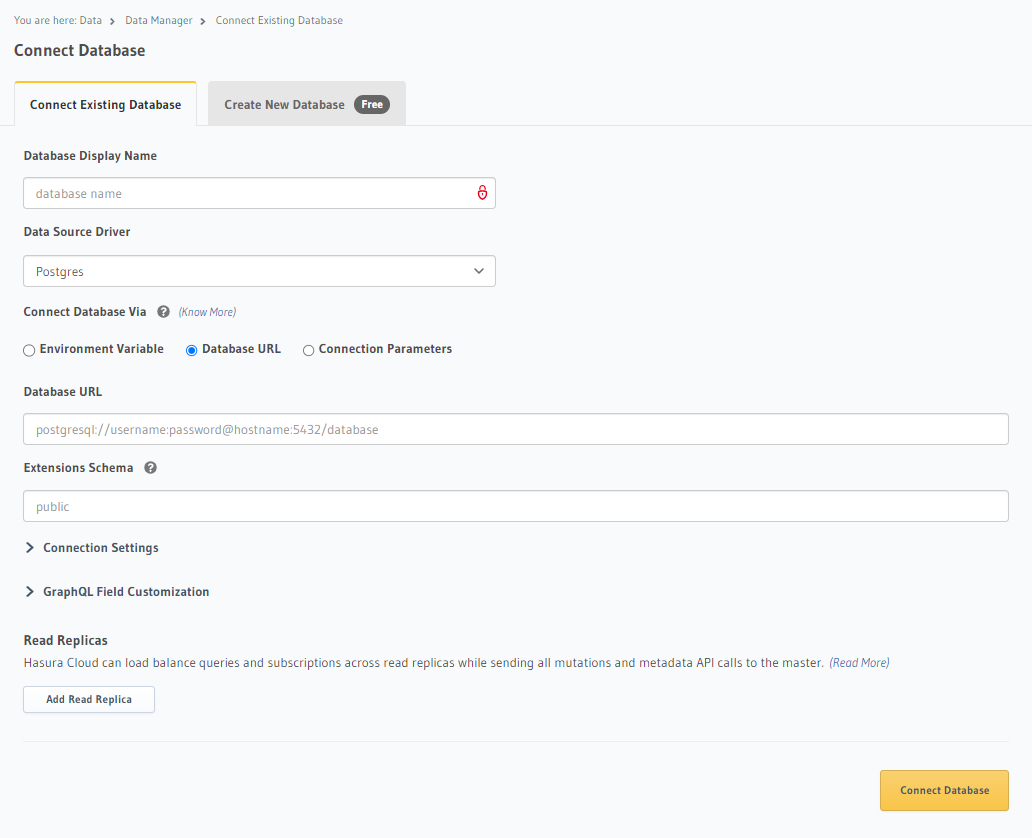 You are here: Data > Data Manager > Connect Existing Database
Connect Database
Connect Existing Database
Create New Database Free
Database Display Name
database name
Data Source Driver
Postgres
Connect Database Via ? (Know More)
Environment Variable Database URL Connection Parameters
Database URL
postgresql://username:password@hostname:5432/database
Extensions Schema ?
public
Connection Settings
GraphQL Field Customization
Read Replicas
Hasura Cloud can load balance queries and subscriptions across read replicas while sending all mutations and metadata API calls to the master. (Read More)
Add Read Replica
Connect Database